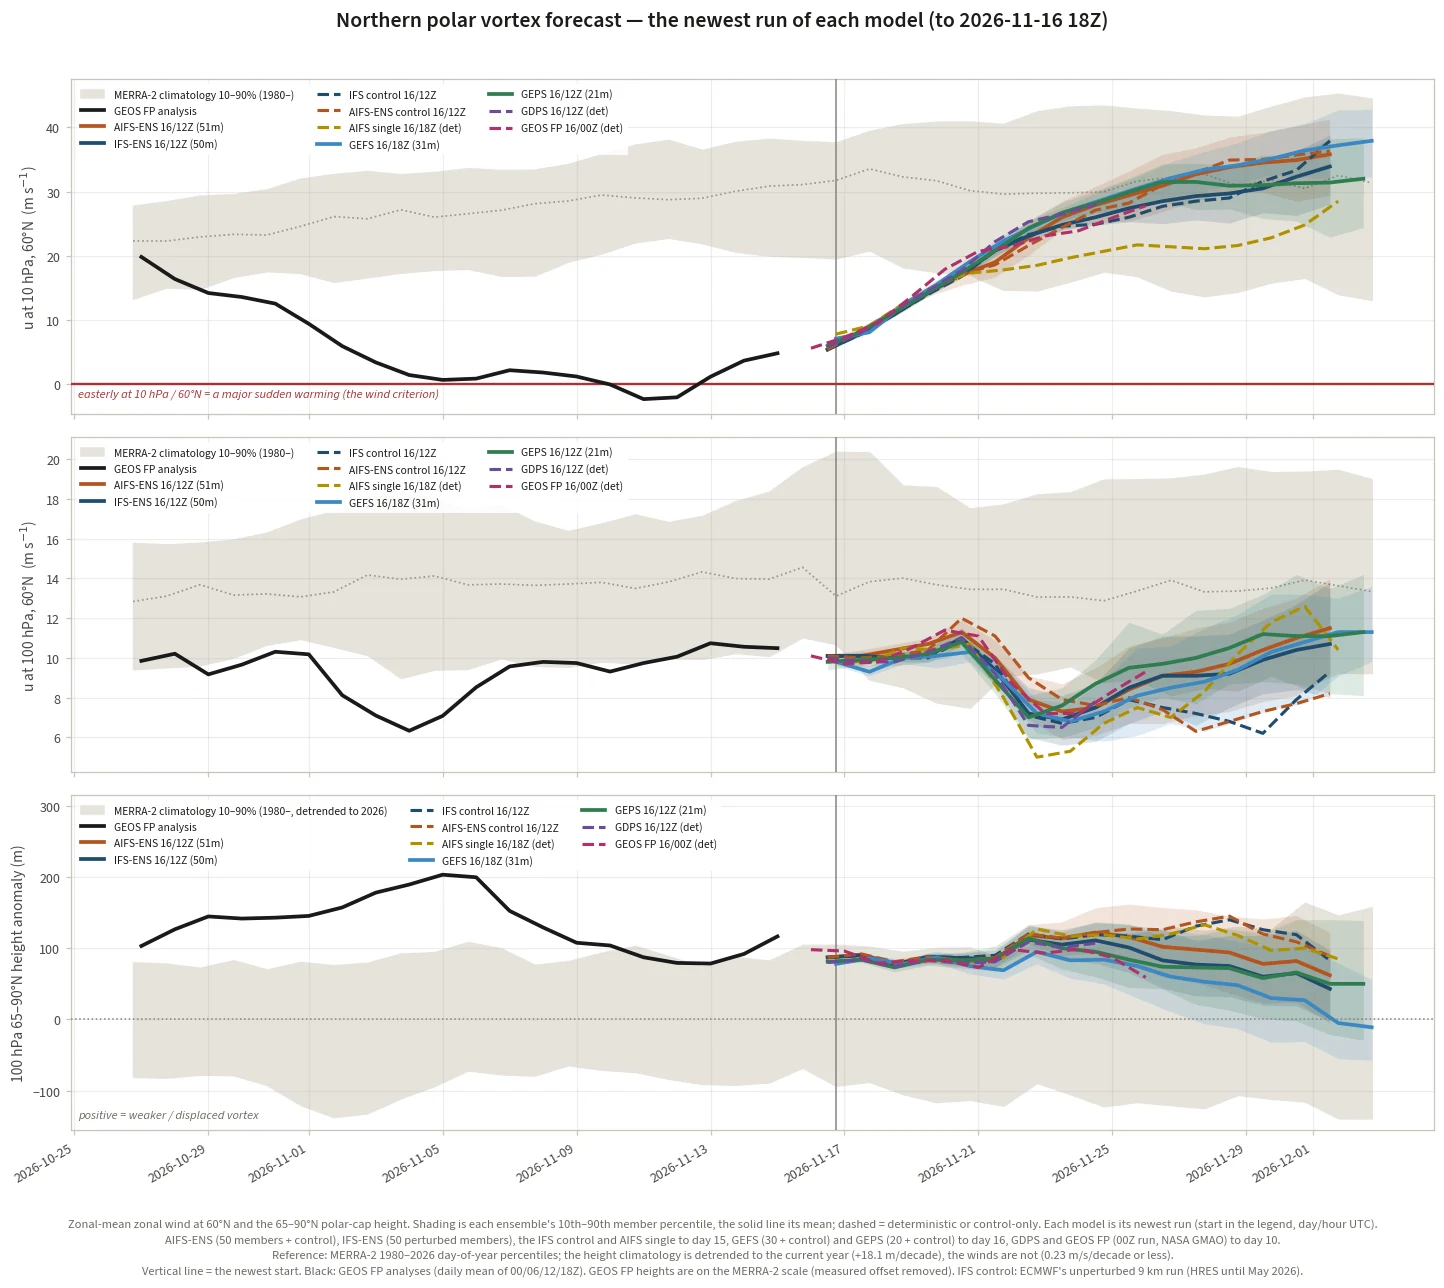 Northern polar vortex forecast — the newest run of each model (to 2026-11-16 18Z)
MERRA-2 climatology 10–90% (1980–)
GEOS FP analysis
AIFS-ENS 16/12Z (51m)
IFS-ENS 16/12Z (50m)
IFS control 16/12Z
AIFS-ENS control 16/12Z
AIFS single 16/18Z (det)
GEFS 16/18Z (31m)
GEPS 16/12Z (21m)
GDPS 16/12Z (det)
GEOS FP 16/00Z (det)
u at 10 hPa, 60°N (m s⁻¹)
40
30
20
10
0
easterly at 10 hPa / 60°N = a major sudden warming (the wind criterion)
MERRA-2 climatology 10–90% (1980–)
GEOS FP analysis
AIFS-ENS 16/12Z (51m)
IFS-ENS 16/12Z (50m)
IFS control 16/12Z
AIFS-ENS control 16/12Z
AIFS single 16/18Z (det)
GEFS 16/18Z (31m)
GEPS 16/12Z (21m)
GDPS 16/12Z (det)
GEOS FP 16/00Z (det)
u at 100 hPa, 60°N (m s⁻¹)
20
18
16
14
12
10
8
6
MERRA-2 climatology 10–90% (1980–, detrended to 2026)
GEOS FP analysis
AIFS-ENS 16/12Z (51m)
IFS-ENS 16/12Z (50m)
IFS control 16/12Z
AIFS-ENS control 16/12Z
AIFS single 16/18Z (det)
GEFS 16/18Z (31m)
GEPS 16/12Z (21m)
GDPS 16/12Z (det)
GEOS FP 16/00Z (det)
100 hPa 65–90°N height anomaly (m)
300
200
100
0
−100
positive = weaker / displaced vortex
2026-10-25
2026-10-29
2026-11-01
2026-11-05
2026-11-09
2026-11-13
2026-11-17
2026-11-21
2026-11-25
2026-11-29
2026-12-01
Zonal-mean zonal wind at 60°N and the 65–90°N polar-cap height. Shading is each ensemble's 10th–90th member percentile, the solid line its mean; dashed = deterministic or control-only. Each model is its newest run (start in the legend, day/hour UTC).
AIFS-ENS (50 members + control), IFS-ENS (50 perturbed members), the IFS control and AIFS single to day 15, GEFS (30 + control) and GEPS (20 + control) to day 16, GDPS and GEOS FP (00Z run, NASA GMAO) to day 10.
Reference: MERRA-2 1980–2026 day-of-year percentiles; the height climatology is detrended to the current year (+18.1 m/decade), the winds are not (0.23 m/s/decade or less).
Vertical line = the newest start. Black: GEOS FP analyses (daily mean of 00/06/12/18Z). GEOS FP heights are on the MERRA-2 scale (measured offset removed). IFS control: ECMWF's unperturbed 9 km run (HRES until May 2026).